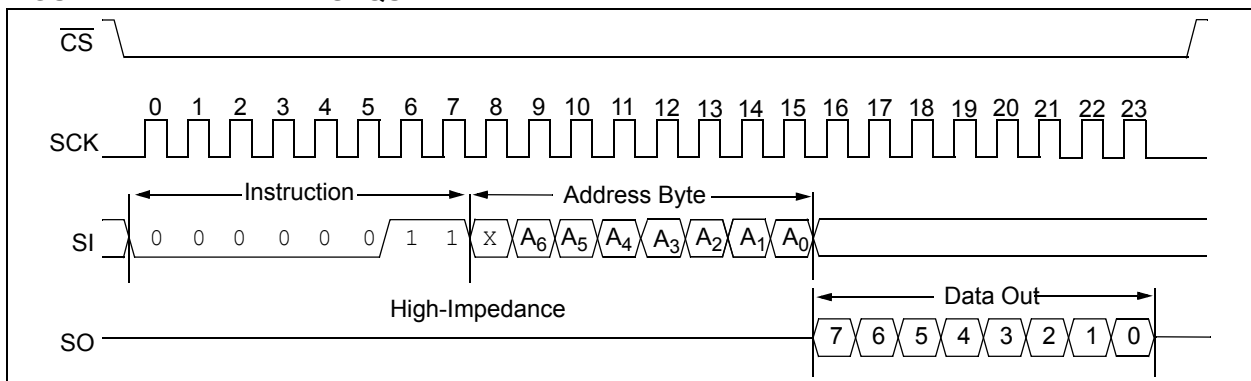 CS
0 1 2 3 4 5 6 7 8 9 10 11 12 13 14 15 16 17 18 19 20 21 22 23
SCK
Instruction
Address Byte
SI
0 0 0 0 0 0 1 1 X A6 A5 A4 A3 A2 A1 A0
High-Impedance
Data Out
SO
7 6 5 4 3 2 1 0